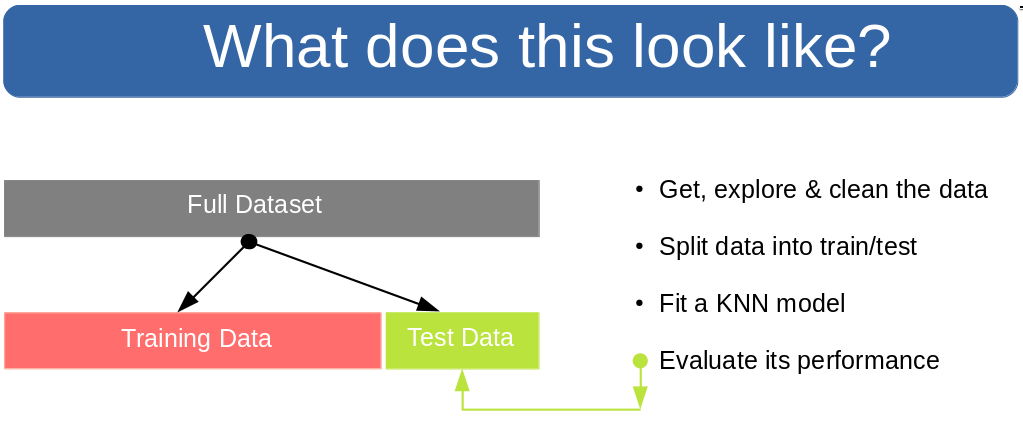 What does this look like?
Full Dataset
Training Data
Test Data
• Get, explore & clean the data
• Split data into train/test
• Fit a KNN model
Evaluate its performance